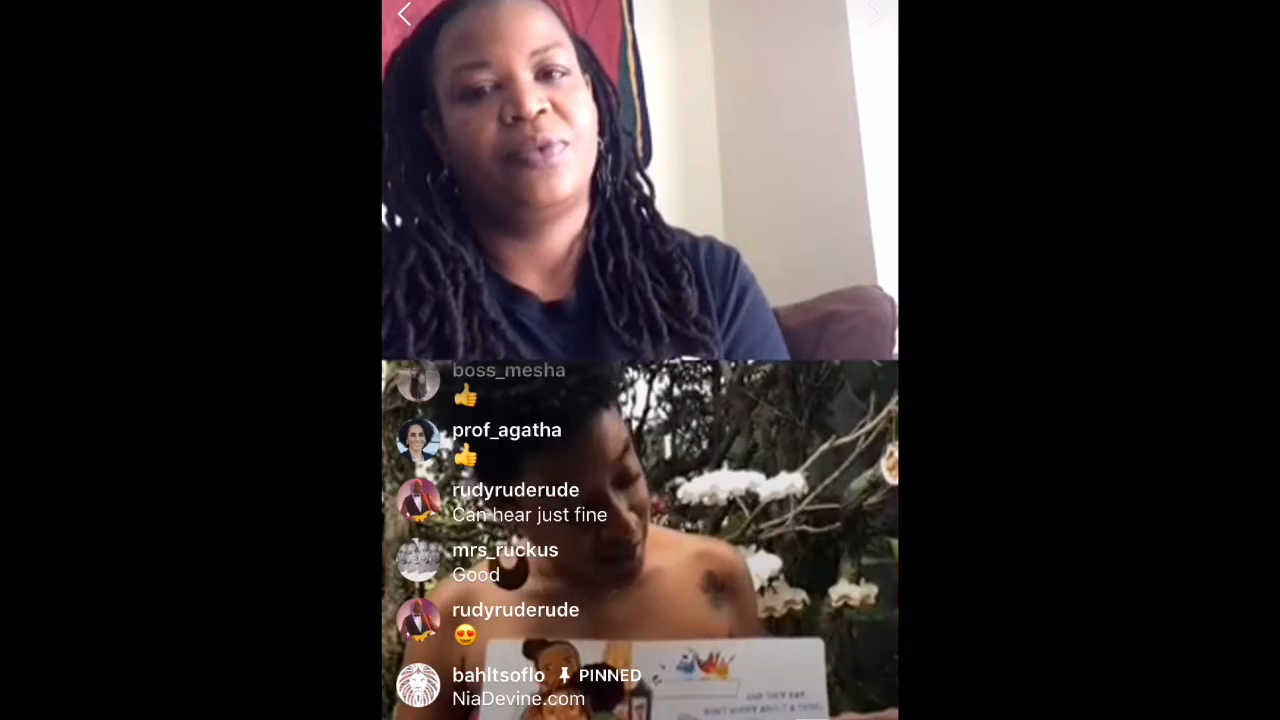 boss_mesha
👍
prof_agatha
👍
rudyruderude
Can hear just fine
mrs_ruckus
Good
rudyruderude
😍
bahltsoflo 📌 PINNED
NiaDevine.com